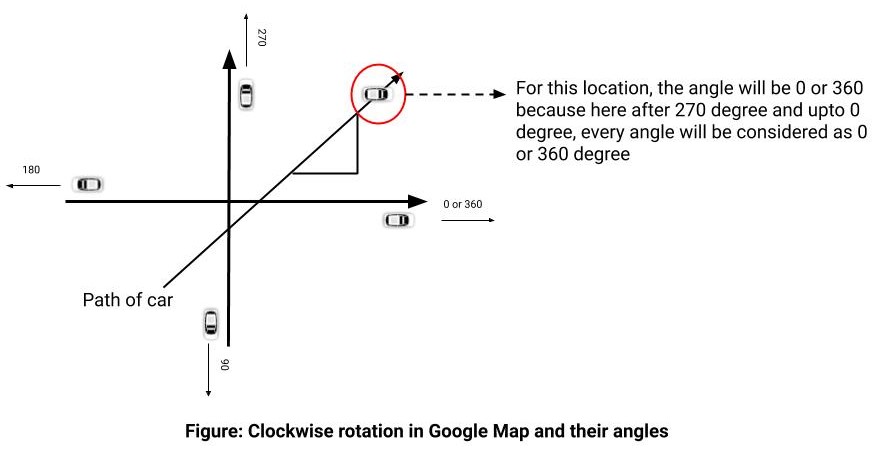 270
For this location, the angle will be 0 or 360
because here after 270 degree and upto 0
degree, every angle will be considered as 0
or 360 degree
180
0 or 360
Path of car
90
Figure: Clockwise rotation in Google Map and their angles